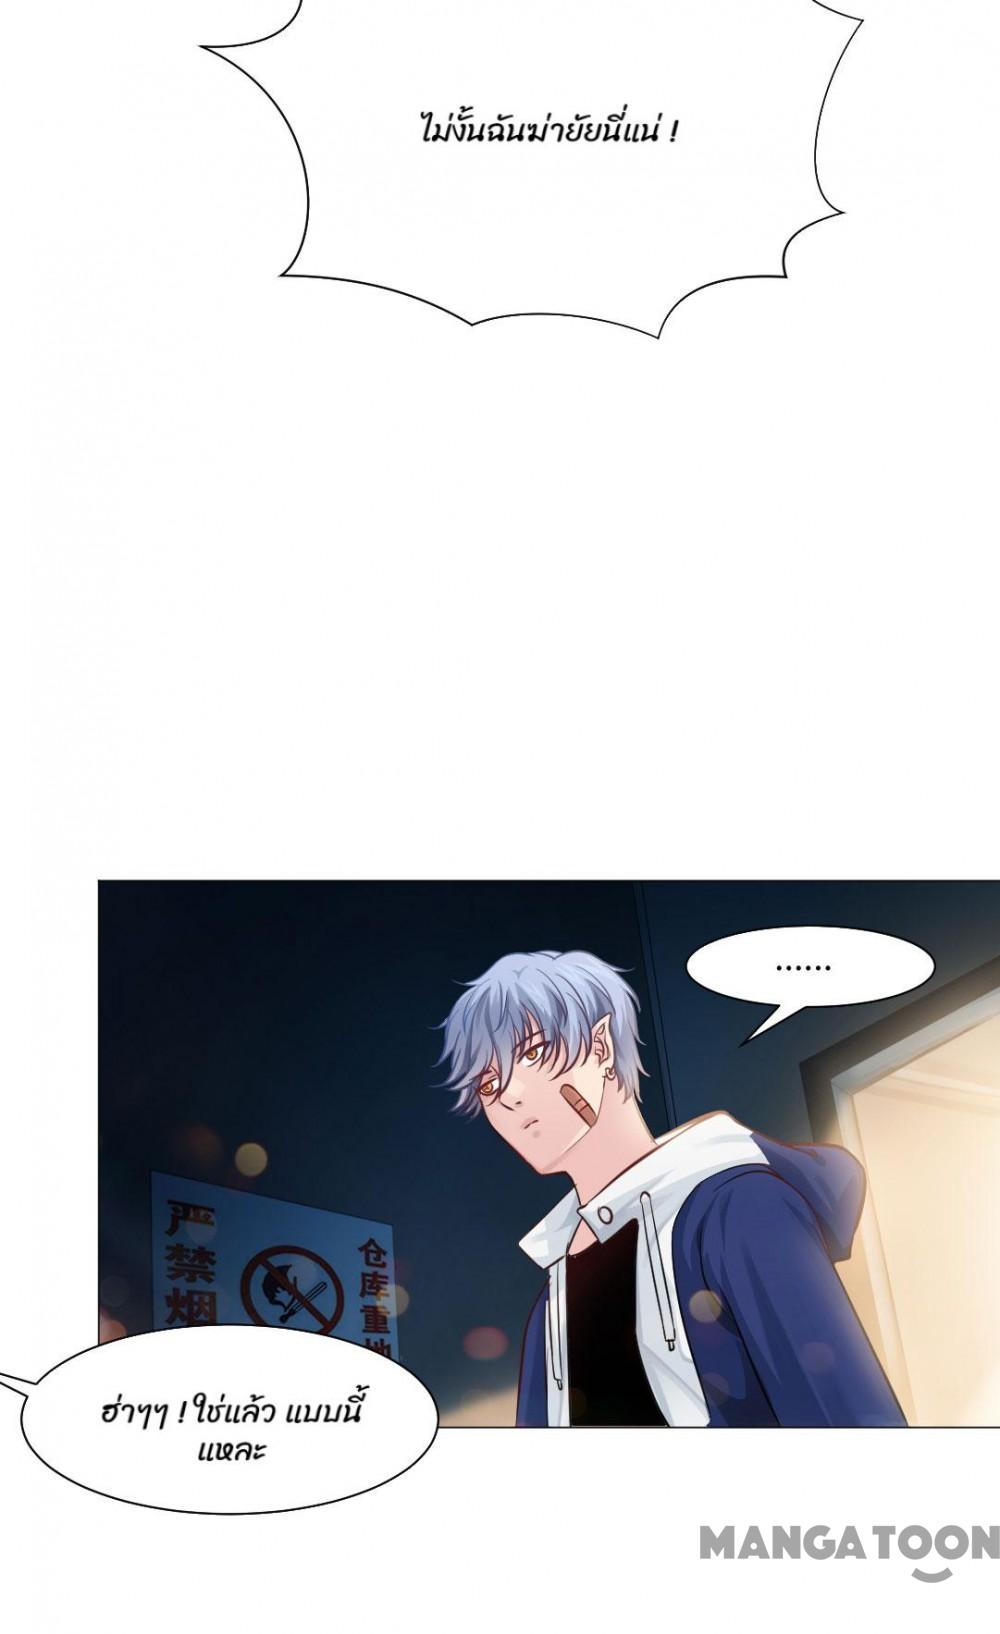 ไม่งั้นฉันฆ่ายัยนี่แน่ !
......
严禁烟
仓库重地
ฮ่าๆๆ ! ใช่แล้ว แบบนี้
แหละ
MANGATOON